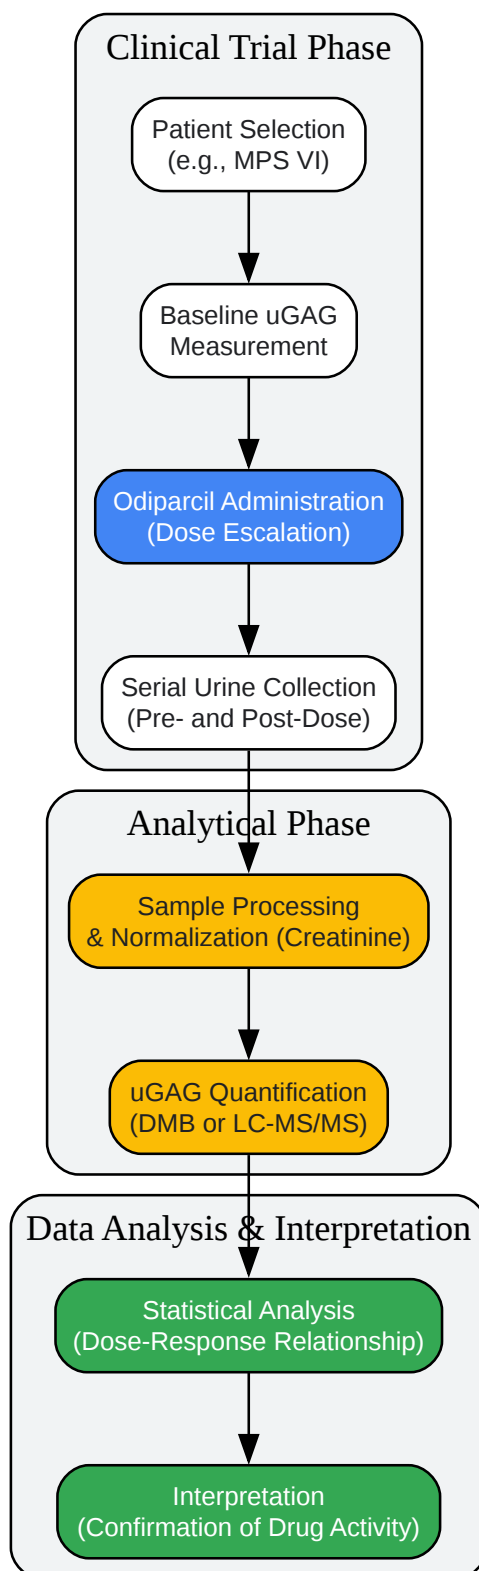 Clinical Trial Phase
Patient Selection
(e.g., MPS VI)
Baseline uGAG
Measurement
Odiparcil Administration
(Dose Escalation)
Serial Urine Collection
(Pre- and Post-Dose)
Analytical Phase
Sample Processing
& Normalization (Creatinine)
uGAG Quantification
(DMB or LC-MS/MS)
Data Analysis & Interpretation
Statistical Analysis
(Dose-Response Relationship)
Interpretation
(Confirmation of Drug Activity)